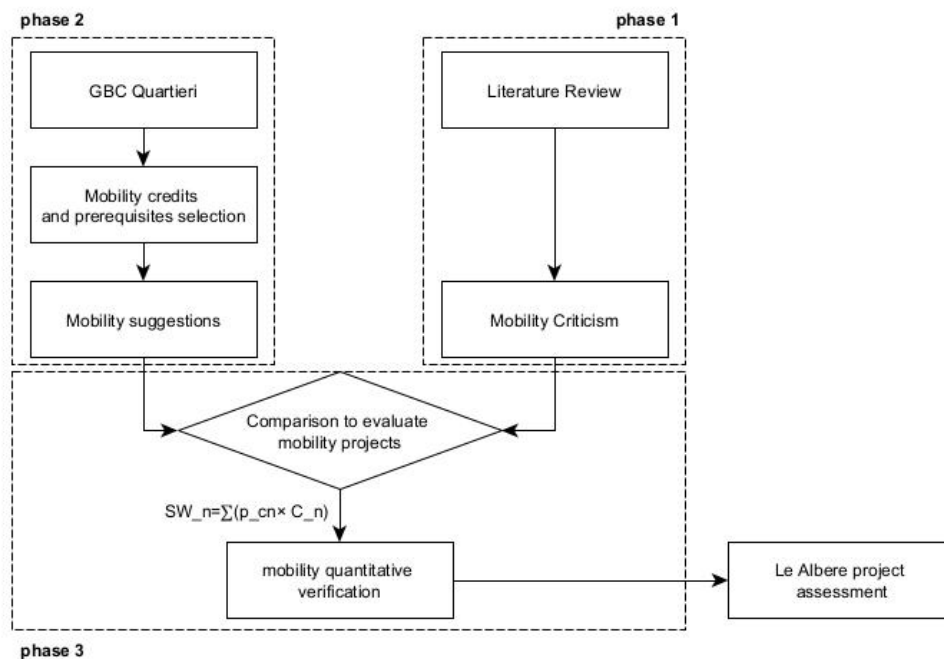 phase 2
phase 1
GBC Quartieri
Literature Review
Mobility credits
and prerequisites selection
Mobility suggestions
Mobility Criticism
Comparison to evaluate
mobility projects
SW_n=∑(p_cn× C_n)
mobility quantitative
verification
Le Albere project
assessment
phase 3